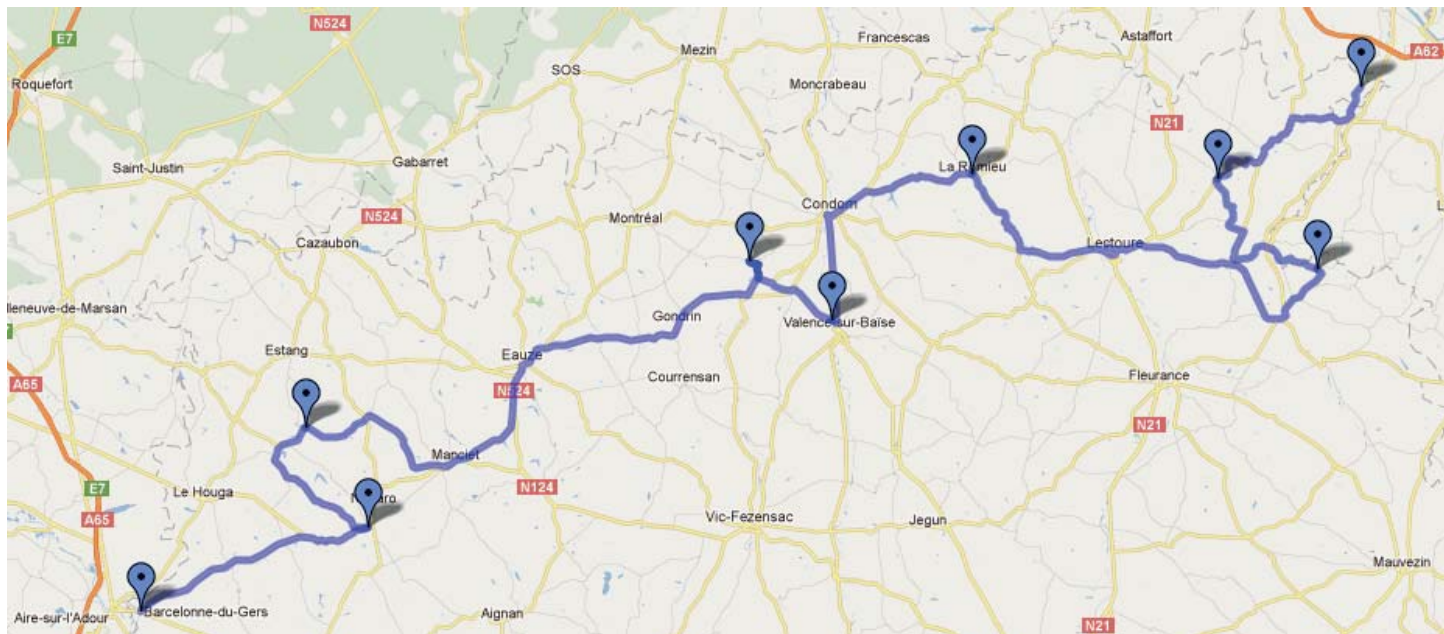 N524
E7
A62
Francescas
Astaffort
Mezin
SOS
Roquefort
Moncrabeau
N21
Saint-Justin
Gabarret
La Romieu
Condom
N524
Montréal
Cazaubon
Lectoure
lleneuve-de-Marsan
Gondrin
Valence-sur-Baïse
Estang
Eauze
A65
N524
Courrensan
Fleurance
N21
Manciet
E7
N124
Le Houga
A65
Vic-Fezensac
Jegun
Mauvezin
Aire-sur-l'Adour
Barcelonne-du-Gers
Aignan
N21